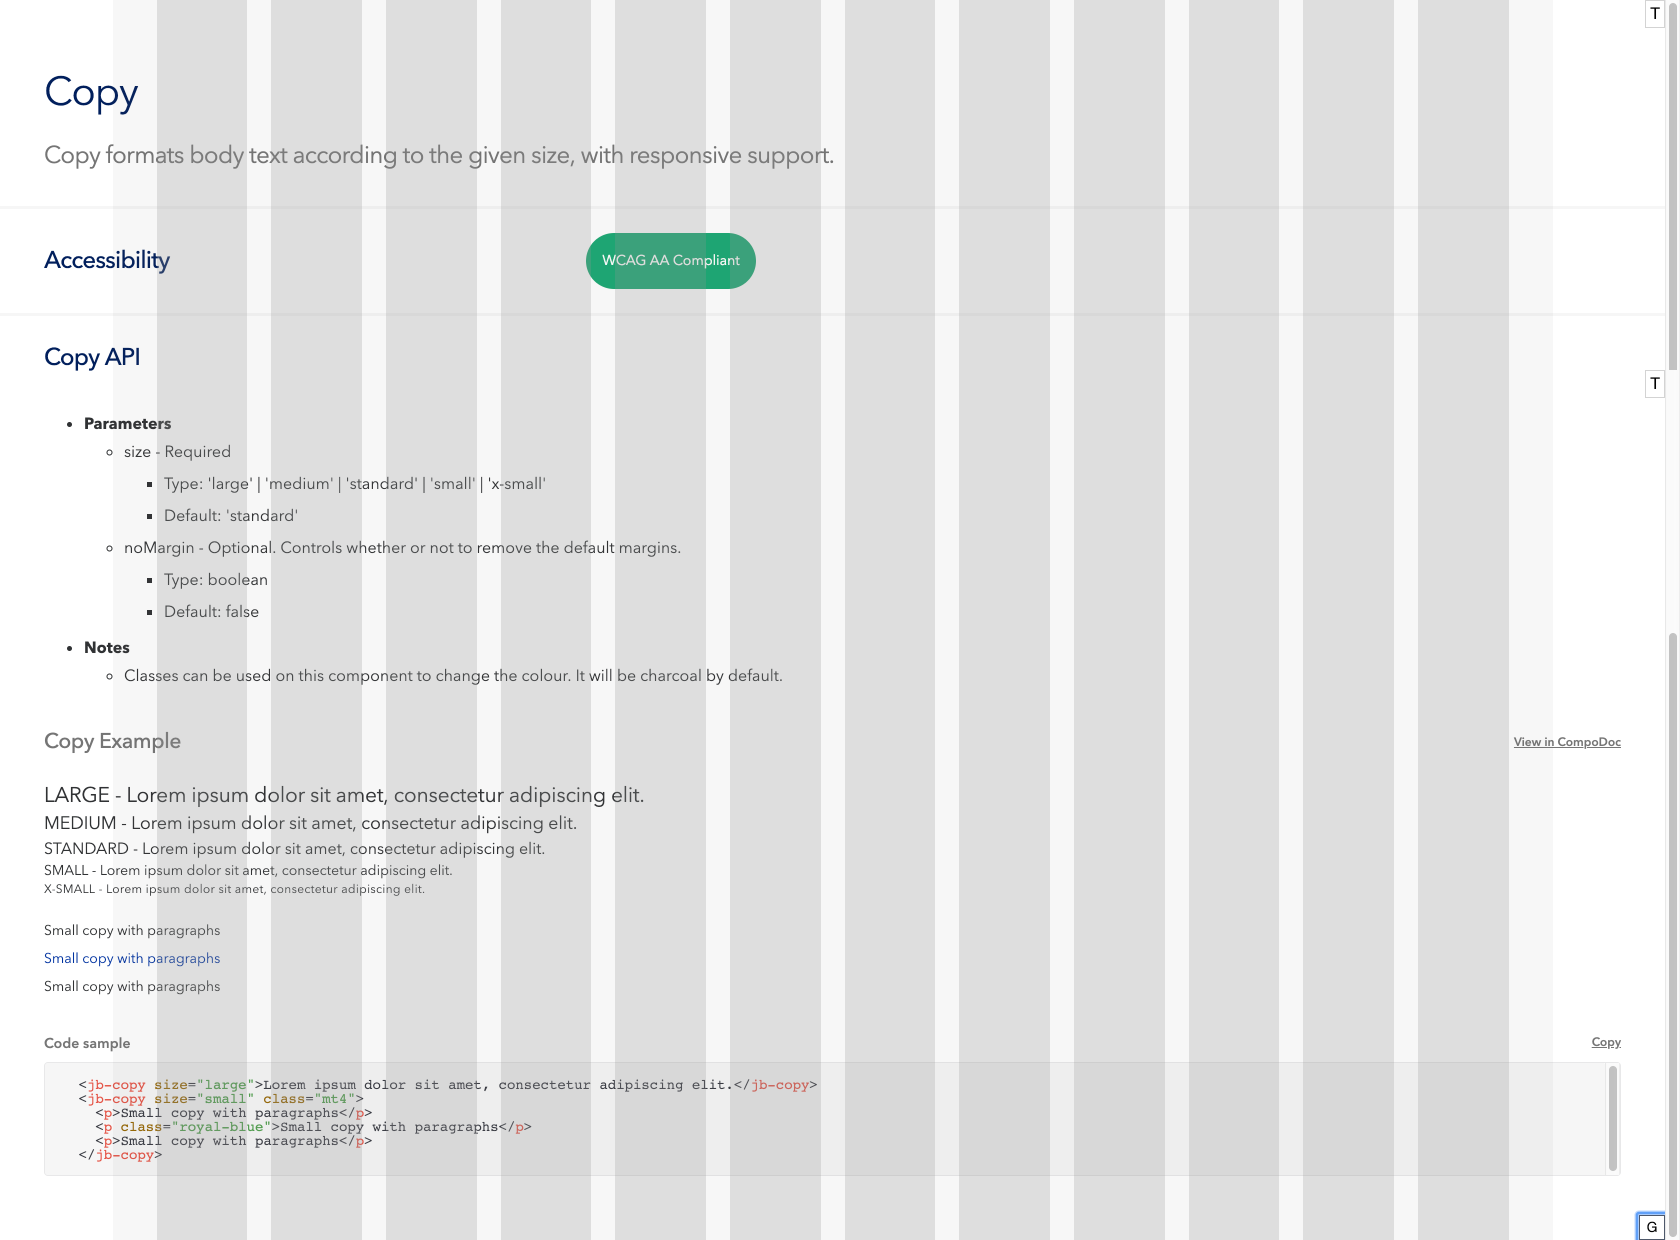 T
Copy
Copy formats body text according to the given size, with responsive support.
Accessibility
WCAG AA Compliant
Copy API
T
Parameters
size - Required
Type: 'large' | 'medium' | 'standard' | 'small' | 'x-small'
Default: 'standard'
noMargin - Optional. Controls whether or not to remove the default margins.
Type: boolean
Default: false
Notes
Classes can be used on this component to change the colour. It will be charcoal by default.
Copy Example
View in CompoDoc
LARGE - Lorem ipsum dolor sit amet, consectetur adipiscing elit.
MEDIUM - Lorem ipsum dolor sit amet, consectetur adipiscing elit.
STANDARD - Lorem ipsum dolor sit amet, consectetur adipiscing elit.
SMALL - Lorem ipsum dolor sit amet, consectetur adipiscing elit.
X-SMALL - Lorem ipsum dolor sit amet, consectetur adipiscing elit.
Small copy with paragraphs
Small copy with paragraphs
Small copy with paragraphs
Code sample
Copy
<jb-copy size="large">Lorem ipsum dolor sit amet, consectetur adipiscing elit.</jb-copy>
<jb-copy size="small" class="mt4">
  <p>Small copy with paragraphs</p>
  <p class="royal-blue">Small copy with paragraphs</p>
  <p>Small copy with paragraphs</p>
</jb-copy>
G